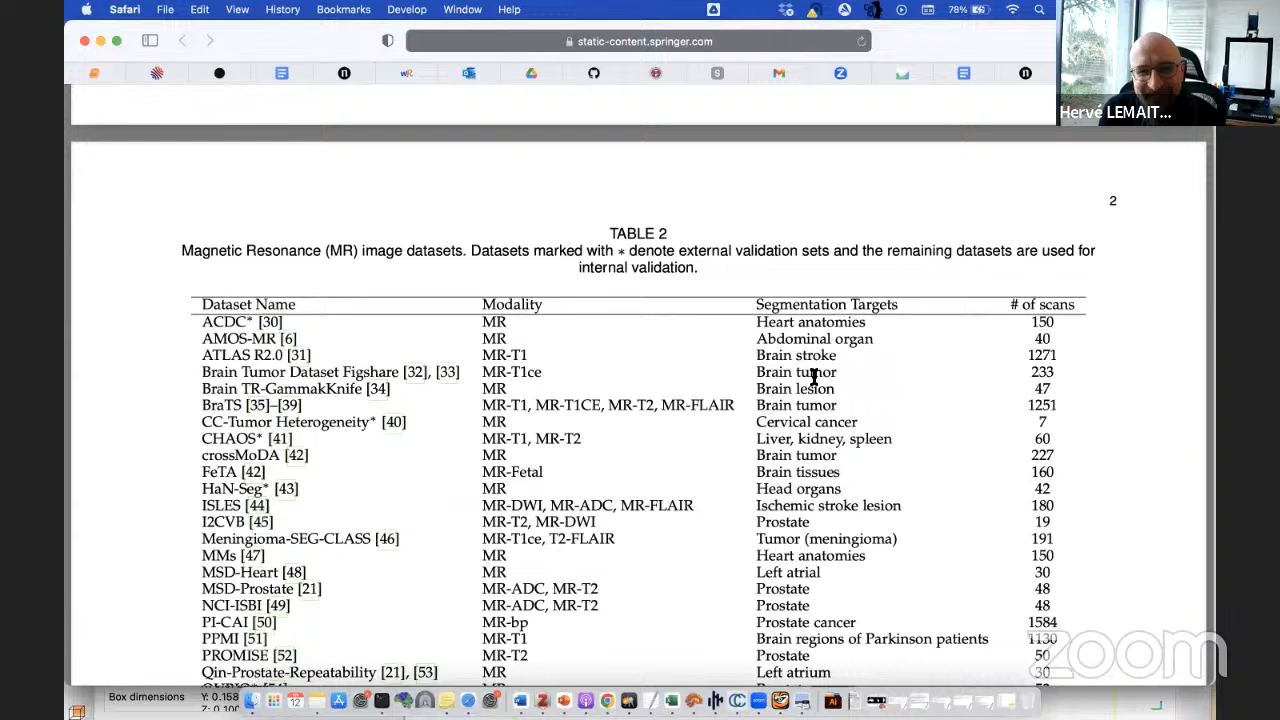 Safari File Edit View History Bookmarks Develop Window Help 78%
static-content.springer.com
Hervé LEMAIT...
2
TABLE 2
Magnetic Resonance (MR) image datasets. Datasets marked with * denote external validation sets and the remaining datasets are used for
internal validation.
Dataset Name Modality Segmentation Targets # of scans
ACDC* [30] MR Heart anatomies 150
AMOS-MR [6] MR Abdominal organ 40
ATLAS R2.0 [31] MR-T1 Brain stroke 1271
Brain Tumor Dataset Figshare [32], [33] MR-T1ce Brain tumor 233
Brain TR-GammakKnife [34] MR Brain lesion 47
BraTS [35]–[39] MR-T1, MR-T1CE, MR-T2, MR-FLAIR Brain tumor 1251
CC-Tumor Heterogeneity* [40] MR Cervical cancer 7
CHAOS* [41] MR-T1, MR-T2 Liver, kidney, spleen 60
crossMoDA [42] MR Brain tumor 227
FeTA [42] MR-Fetal Brain tissues 160
HaN-Seg* [43] MR Head organs 42
ISLES [44] MR-DWI, MR-ADC, MR-FLAIR Ischemic stroke lesion 180
I2CVB [45] MR-T2, MR-DWI Prostate 19
Meningioma-SEG-CLASS [46] MR-T1ce, T2-FLAIR Tumor (meningioma) 191
MMs [47] MR Heart anatomies 150
MSD-Heart [48] MR Left atrial 30
MSD-Prostate [21] MR-ADC, MR-T2 Prostate 48
NCI-ISBI [49] MR-ADC, MR-T2 Prostate 48
PI-CAI [50] MR-bp Prostate cancer 1584
PPMI [51] MR-T1 Brain regions of Parkinson patients 1130
PROMISE [52] MR-T2 Prostate 50
Qin-Prostate-Repeatability [21], [53] MR Left atrium 30
zoom
Box dimensions Y: 0.158